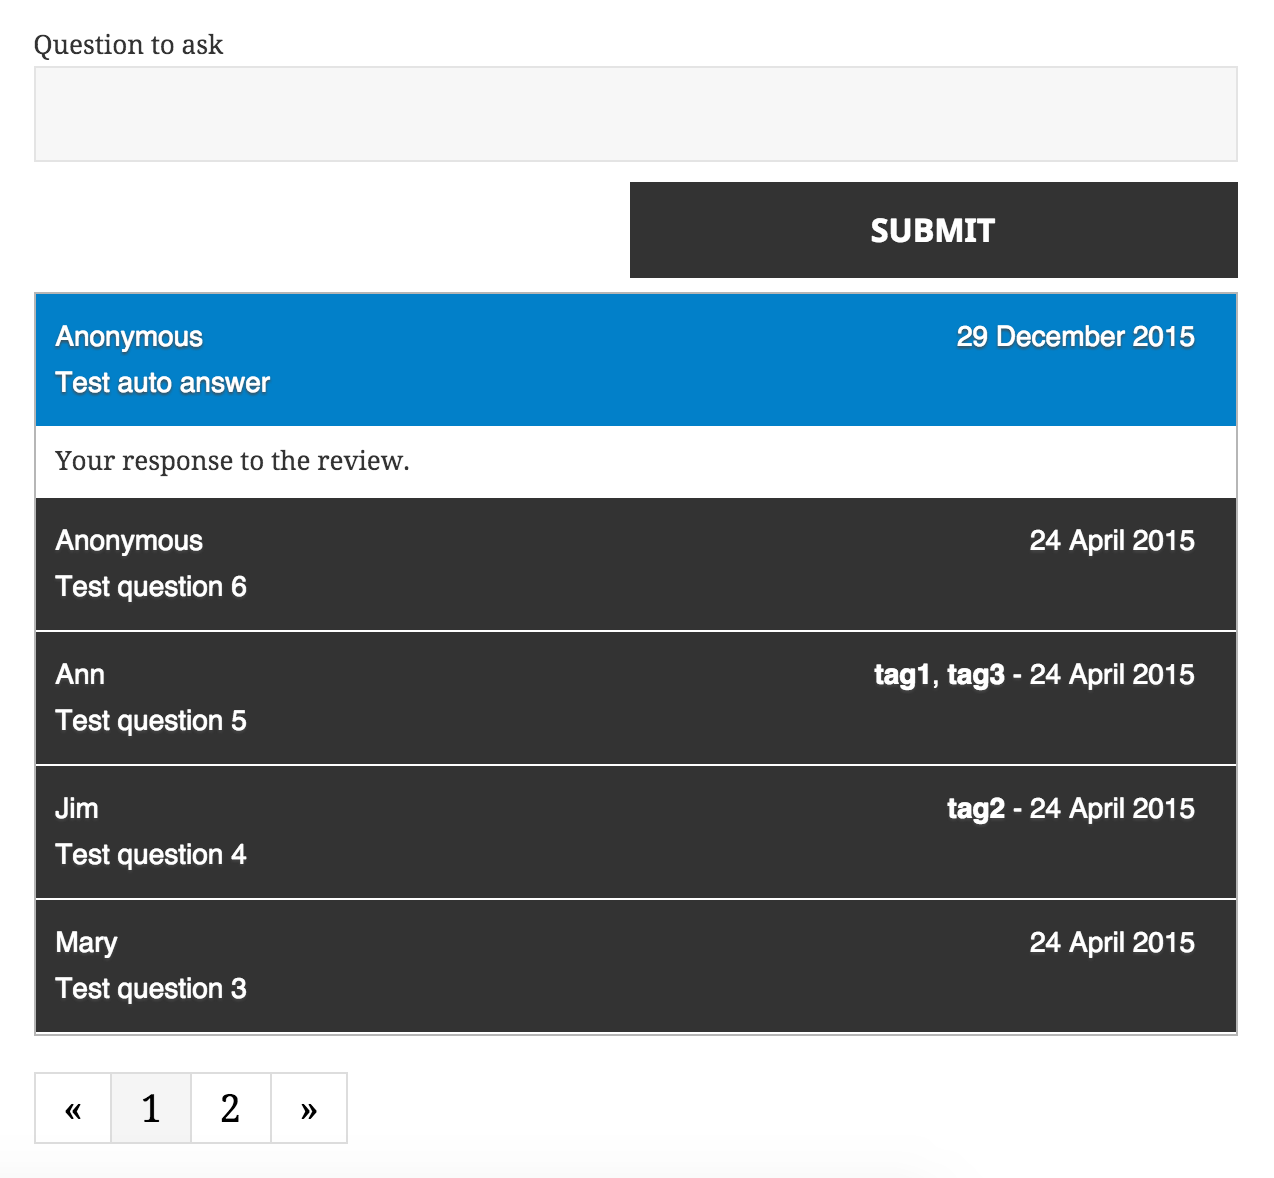 Question to ask
SUBMIT
Anonymous 29 December 2015
Test auto answer
Your response to the review.
Anonymous 24 April 2015
Test question 6
Ann tag1, tag3 - 24 April 2015
Test question 5
Jim tag2 - 24 April 2015
Test question 4
Mary 24 April 2015
Test question 3
« 1 2 »